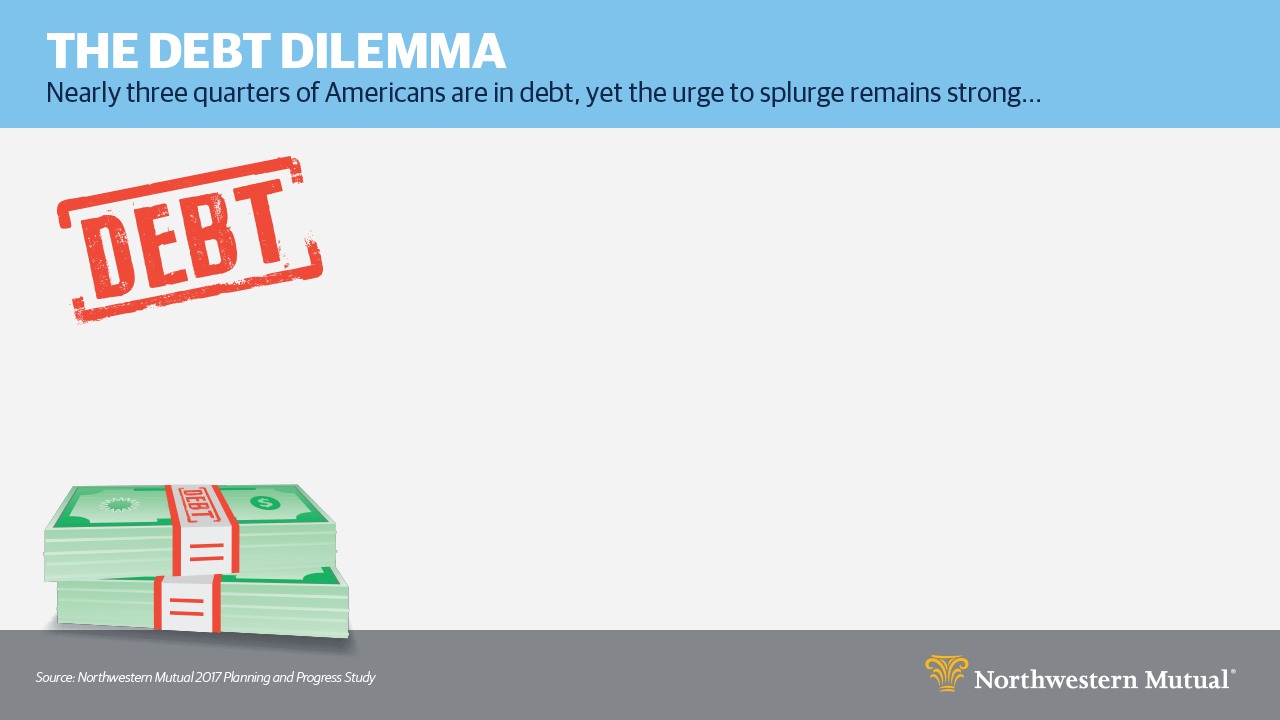 THE DEBT DILEMMA
Nearly three quarters of Americans are in debt, yet the urge to splurge remains strong...
DEBT
DEBT
$
Source: Northwestern Mutual 2017 Planning and Progress Study
Northwestern Mutual®